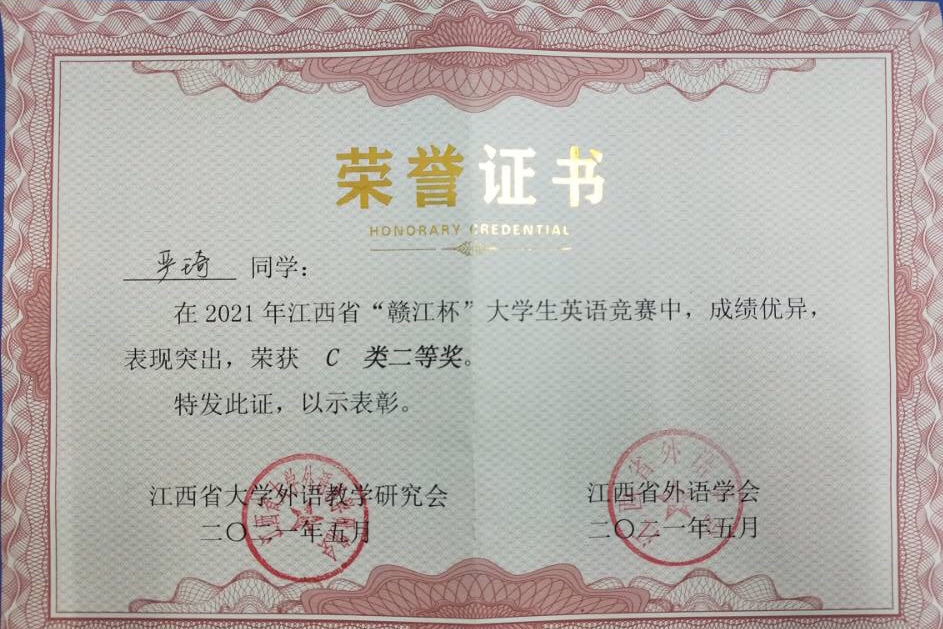 荣誉证书
HONORARY CREDENTIAL
严琦 同学：
在 2021 年江西省“赣江杯”大学生英语竞赛中，成绩优异，
表现突出，荣获 C 类二等奖。
特发此证，以示表彰。
江西省大学外语教学研究会
二〇二一年五月
江西省外语学会
二〇二一年五月